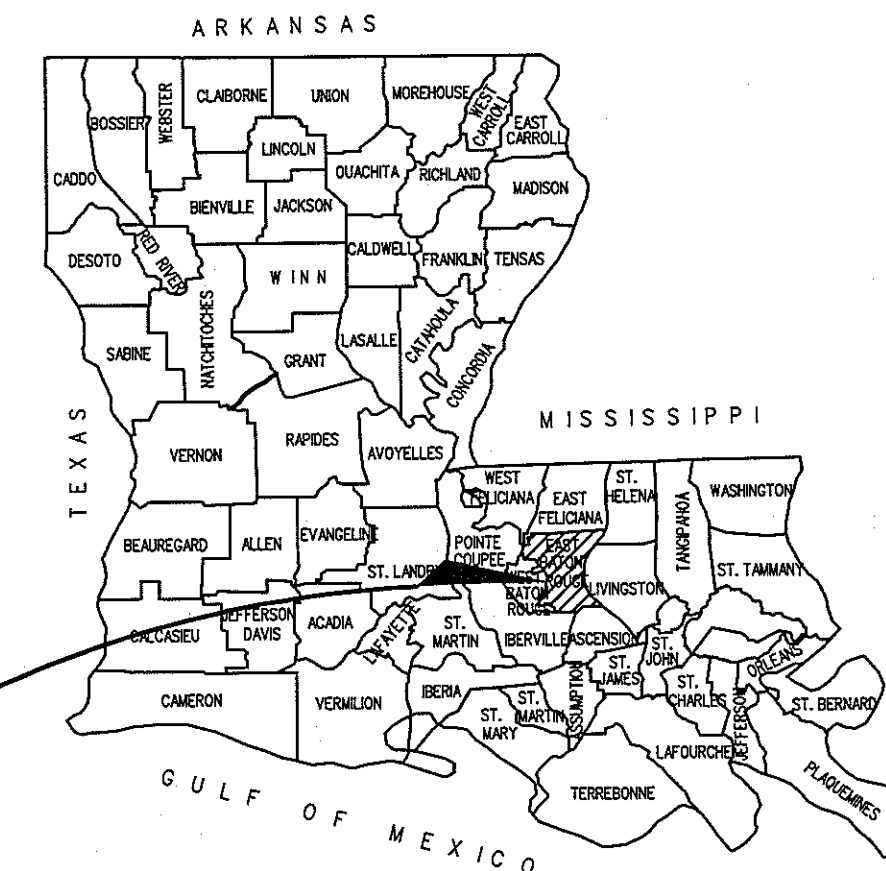 ARKANSAS
CLAIBORNE
UNION
MOREHOUSE
WEST
CARROLL
EAST
CARROLL
BOSSIER
WEBSTER
LINCOLN
OUACHITA
RICHLAND
MADISON
CADDO
BIENVILLE
JACKSON
DESOTO
RED RIVER
CALDWELL
FRANKLIN
TENSAS
WINN
NATCHITOCHES
SABINE
GRANT
LASALLE
CATAHOULA
CONCORDIA
TEXAS
MISSISSIPPI
VERNON
RAPIDES
AVOYELLES
WEST
FELICIANA
EAST
FELICIANA
ST.
HELENA
TANGIPAHOA
WASHINGTON
BEAUREGARD
ALLEN
EVANGELINE
ST. LANDRY
POINTE
COUPEE
EAST
BATON
ROUGE
WEST
BATON
ROUGE
LIVINGSTON
ST. TAMMANY
CALCASIEU
JEFFERSON
DAVIS
ACADIA
LAFAYETTE
ST.
MARTIN
IBERVILLE
ASCENSION
ST.
JOHN
ORLEANS
CAMERON
VERMILION
IBERIA
ST.
MARTIN
ST.
MARY
ASSUMPTION
ST.
JAMES
ST.
CHARLES
JEFFERSON
ST. BERNARD
LAFOURCHE
PLAQUEMINES
TERREBONNE
GULF OF MEXICO